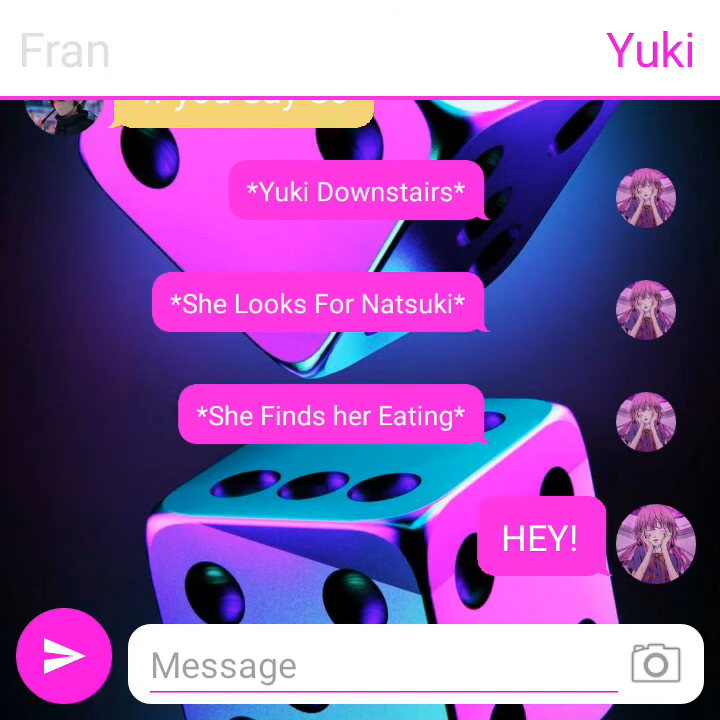 Fran
Yuki
*Yuki Downstairs*
*She Looks For Natsuki*
*She Finds her Eating*
HEY!
Message